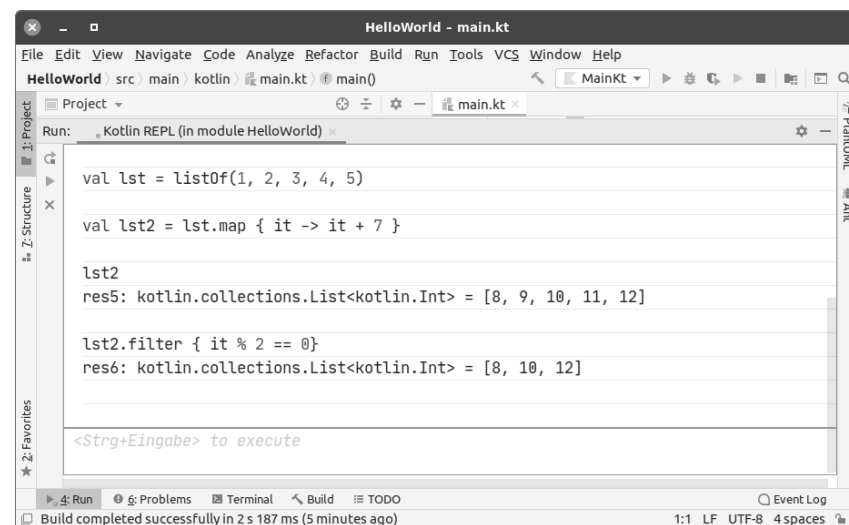 HelloWorld – main.kt
File Edit View Navigate Code Analyze Refactor Build Run Tools VCS Window Help
HelloWorld src main kotlin main.kt main() MainKt
1: Project
Project main.kt
Run: Kotlin REPL (in module HelloWorld)
PlantUML
Ant
Z: Structure
val lst = listOf(1, 2, 3, 4, 5)
val lst2 = lst.map { it -> it + 7 }
lst2
res5: kotlin.collections.List<kotlin.Int> = [8, 9, 10, 11, 12]
lst2.filter { it % 2 == 0}
res6: kotlin.collections.List<kotlin.Int> = [8, 10, 12]
2: Favorites
<Strg+Eingabe> to execute
4: Run 6: Problems Terminal Build TODO Event Log
Build completed successfully in 2 s 187 ms (5 minutes ago) 1:1 LF UTF-8 4 spaces